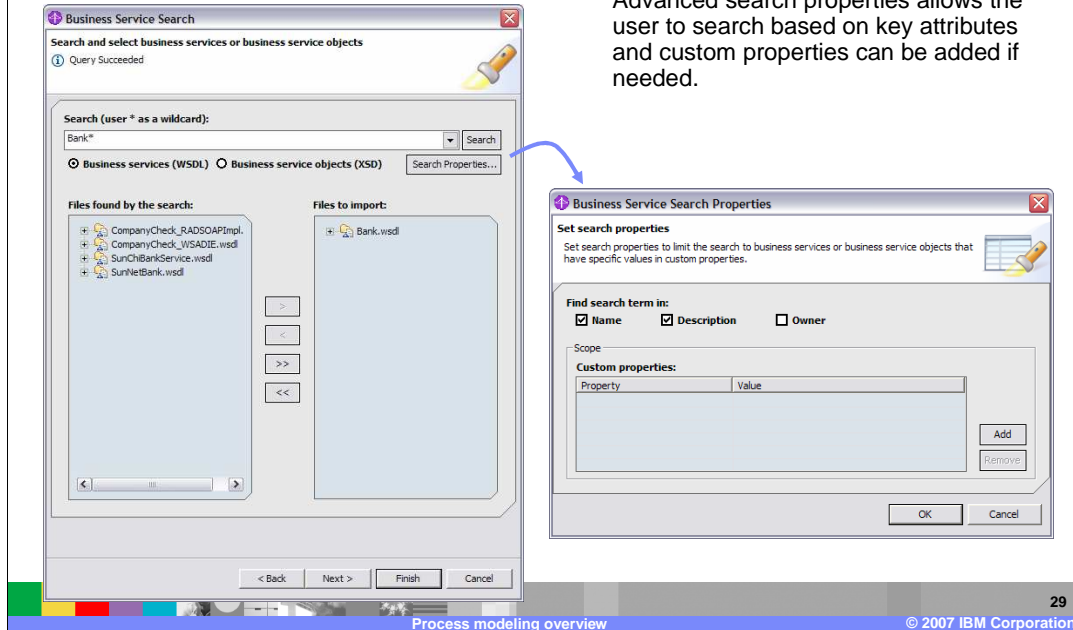 Advanced search properties allows the
user to search based on key attributes
and custom properties can be added if
needed.
Business Service Search
Search and select business services or business service objects
Query Succeeded
Search (user * as a wildcard):
Bank*
Search
Business services (WSDL)
Business service objects (XSD)
Search Properties...
Files found by the search:
CompanyCheck_RADSOAPImpl.
CompanyCheck_WSADIE.wsdl
SunChiBankService.wsdl
SunNetBank.wsdl
>
<
>>
<<
Files to import:
Bank.wsdl
< Back
Next >
Finish
Cancel
Business Service Search Properties
Set search properties
Set search properties to limit the search to business services or business service objects that
have specific values in custom properties.
Find search term in:
Name
Description
Owner
Scope
Custom properties:
Property
Value
Add
Remove
OK
Cancel
29
Process modeling overview
© 2007 IBM Corporation